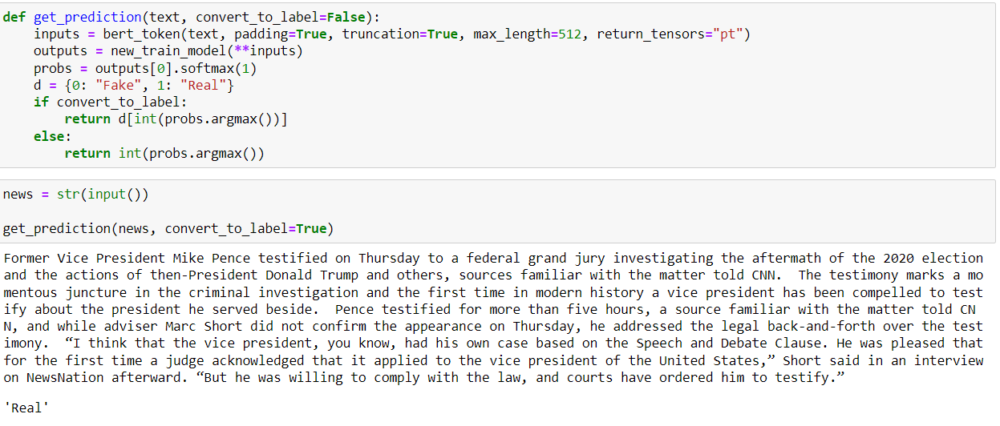 def get_prediction(text, convert_to_label=False):
    inputs = bert_token(text, padding=True, truncation=True, max_length=512, return_tensors="pt")
    outputs = new_train_model(**inputs)
    probs = outputs[0].softmax(1)
    d = {0: "Fake", 1: "Real"}
    if convert_to_label:
        return d[int(probs.argmax())]
    else:
        return int(probs.argmax())
news = str(input())
get_prediction(news, convert_to_label=True)
Former Vice President Mike Pence testified on Thursday to a federal grand jury investigating the aftermath of the 2020 election
and the actions of then-President Donald Trump and others, sources familiar with the matter told CNN.  The testimony marks a mo
mentous juncture in the criminal investigation and the first time in modern history a vice president has been compelled to test
ify about the president he served beside.  Pence testified for more than five hours, a source familiar with the matter told CN
N, and while adviser Marc Short did not confirm the appearance on Thursday, he addressed the legal back-and-forth over the test
imony.  “I think that the vice president, you know, had his own case based on the Speech and Debate Clause. He was pleased that
for the first time a judge acknowledged that it applied to the vice president of the United States,” Short said in an interview
on NewsNation afterward. “But he was willing to comply with the law, and courts have ordered him to testify.”
'Real'